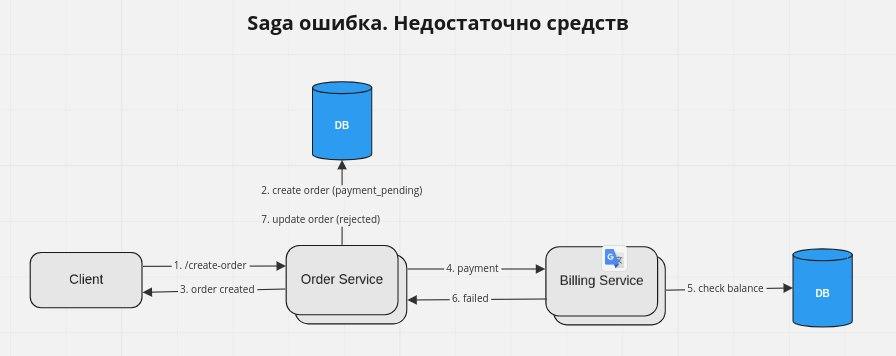 Saga ошибка. Недостаточно средств
DB
2. create order (payment_pending)
7. update order (rejected)
Client
1. /create-order
3. order created
Order Service
4. payment
6. failed
Billing Service
5. check balance
DB